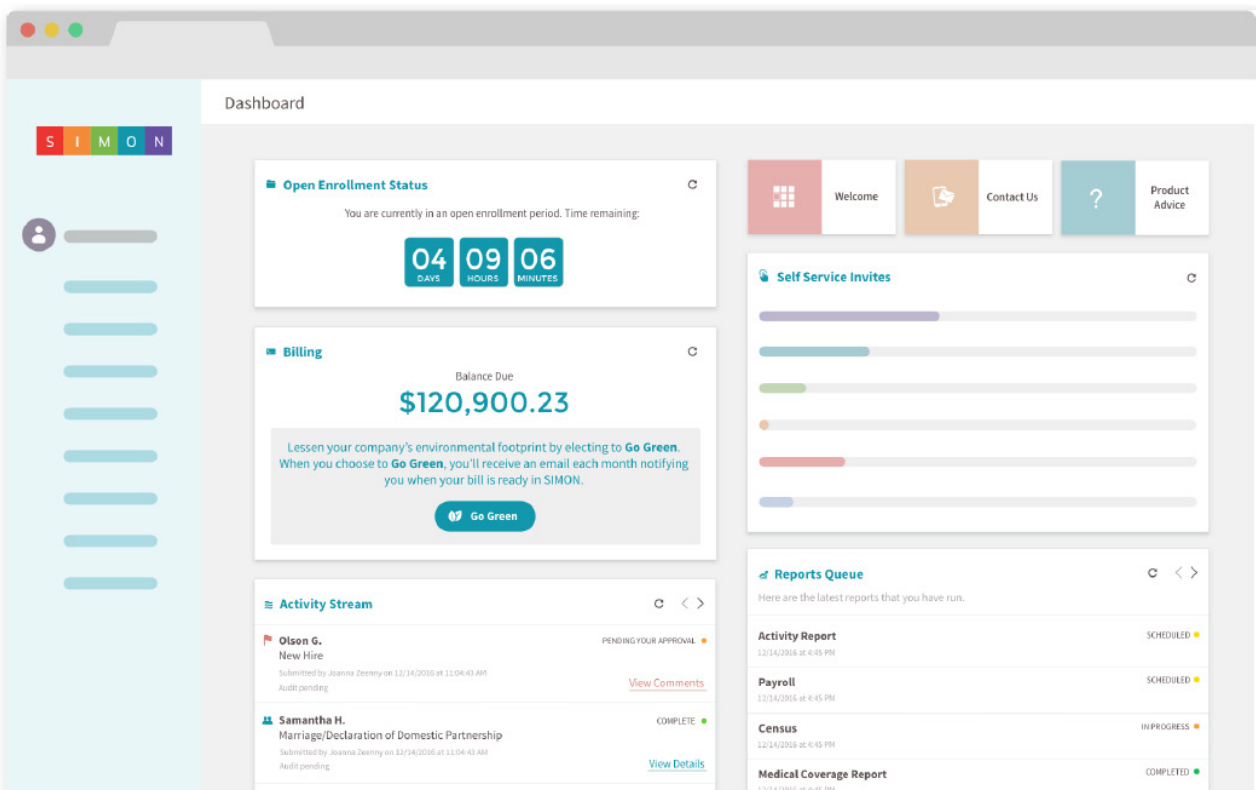 SIMON
Dashboard
Open Enrollment Status
You are currently in an open enrollment period. Time remaining:
04 09 06
DAYS HOURS MINUTES
Billing
Balance Due
$120,900.23
Lessen your company's environmental footprint by electing to Go Green.
When you choose to Go Green, you'll receive an email each month notifying
you when your bill is ready in SIMON.
Go Green
Activity Stream
Olson G.
PENDING YOUR APPROVAL
New Hire
Submitted by Joanna Zeenny on 12/14/2016 at 11:04:43 AM
Audit pending
View Comments
Samantha H.
COMPLETE
Marriage/Declaration of Domestic Partnership
Submitted by Joanna Zeenny on 12/14/2016 at 11:04:43 AM
Audit pending
View Details
Welcome
Contact Us
?
Product
Advice
Self Service Invites
Reports Queue
Here are the latest reports that you have run.
Activity Report
SCHEDULED
12/14/2016 at 4:45 PM
Payroll
SCHEDULED
12/14/2016 at 4:45 PM
Census
IN PROGRESS
12/14/2016 at 4:45 PM
Medical Coverage Report
COMPLETED
12/14/2016 at 4:45 PM